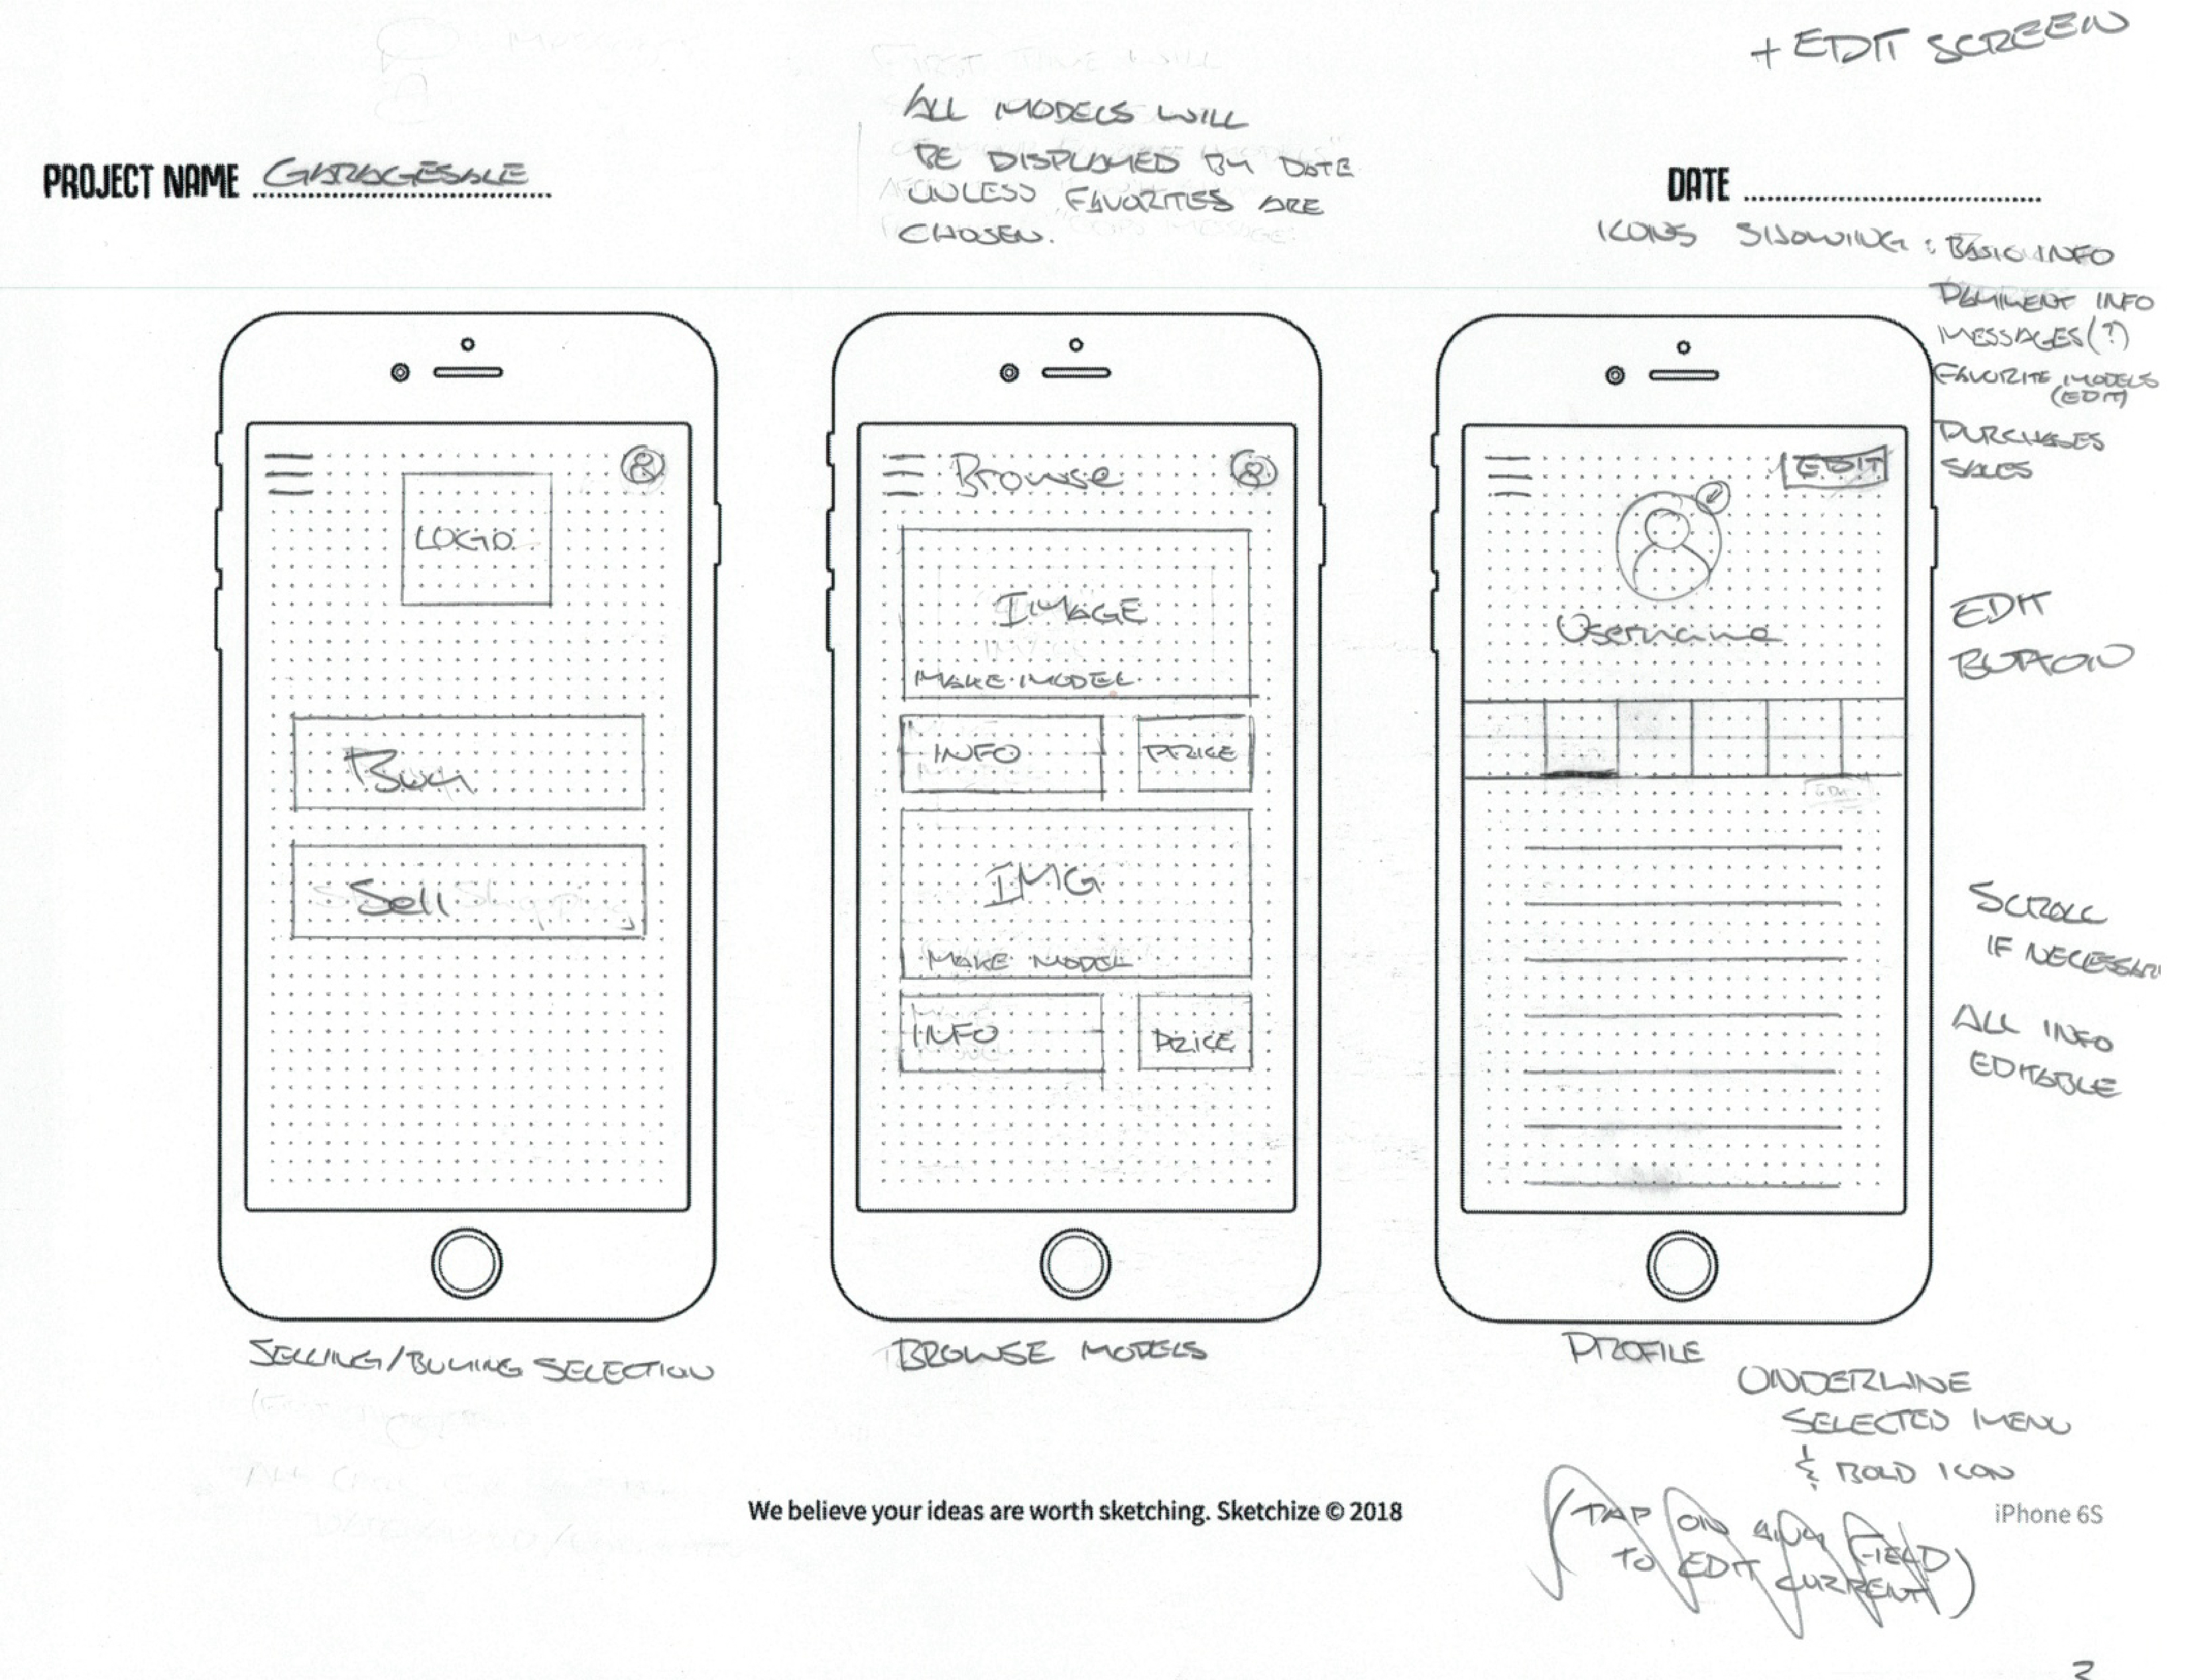 + EDIT SCREEN
ALL MODELS WILL
BE DISPLAYED BY DATE
UNLESS FAVORITES ARE
CHOSEN.
PROJECT NAME GARAGESALE
DATE
ICONS SHOWING: BASIC INFO
PAYMENT INFO
MESSAGES (?)
FAVORITE MODELS
(EDIT)
PURCHASES
SALES
LOGO
Buy
Sell
Shipping
SELLING/BUYING SELECTION
Browse
IMAGE
MAKE MODEL
INFO
PRICE
IMG
MAKE MODEL
INFO
PRICE
BROWSE MODELS
EDIT
Username
EDIT
BUTTON
SCROLL
IF NECESSARY
ALL INFO
EDITABLE
PROFILE
UNDERLINE
SELECTED MENU
& BOLD ICON
(TAP ON ANY FIELD)
TO EDIT CURRENT)
We believe your ideas are worth sketching. Sketchize © 2018
iPhone 6S